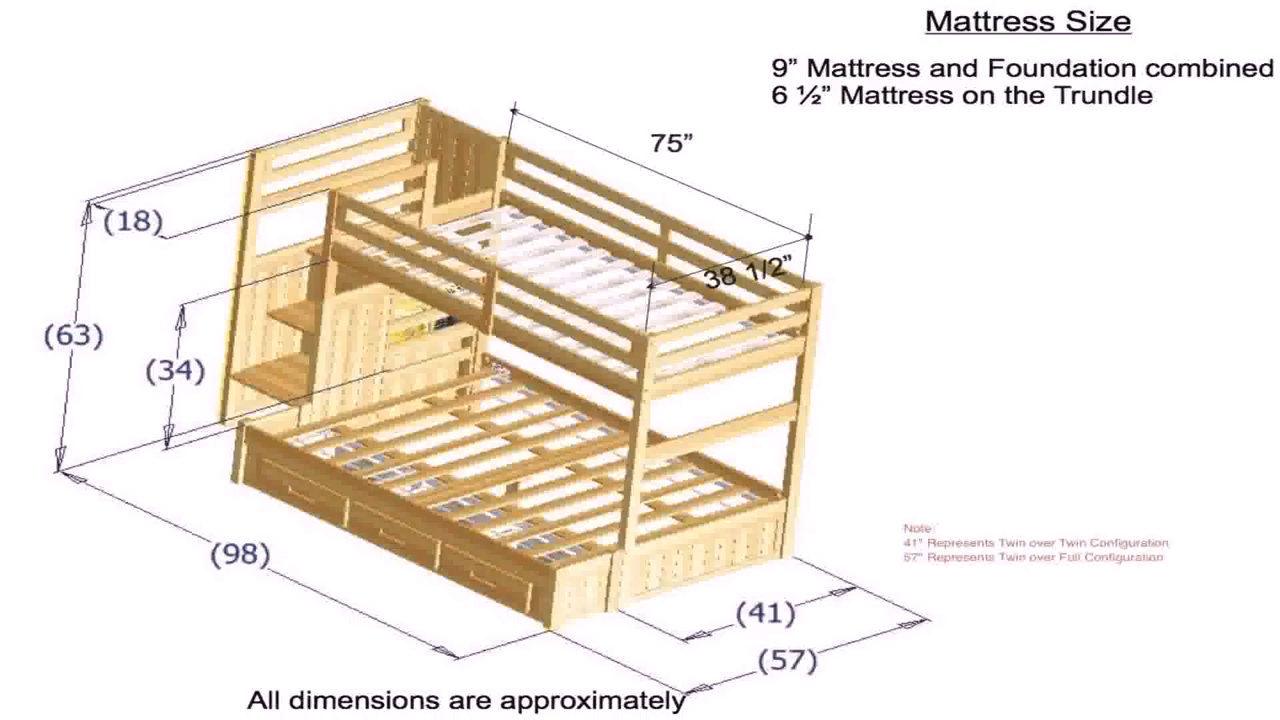 Mattress Size
9” Mattress and Foundation combined
6 ½” Mattress on the Trundle
75”
(18)
38 1/2”
(63)
(34)
Note:
41" Represents Twin over Twin Configuration
57" Represents Twin over Full Configuration
(98)
(41)
(57)
All dimensions are approximately